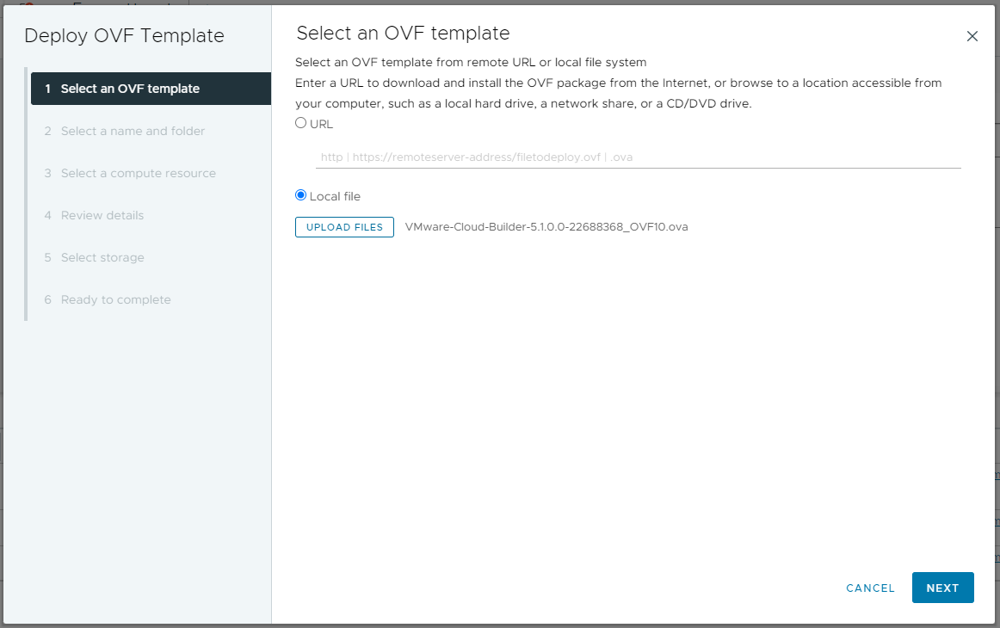 Deploy OVF Template
1 Select an OVF template
2 Select a name and folder
3 Select a compute resource
4 Review details
5 Select storage
6 Ready to complete
Select an OVF template
Select an OVF template from remote URL or local file system
Enter a URL to download and install the OVF package from the Internet, or browse to a location accessible from
your computer, such as a local hard drive, a network share, or a CD/DVD drive.
URL
http | https://remoteserver-address/filetodeploy.ovf | .ova
Local file
UPLOAD FILES VMware-Cloud-Builder-5.1.0.0-22688368_OVF10.ova
CANCEL NEXT